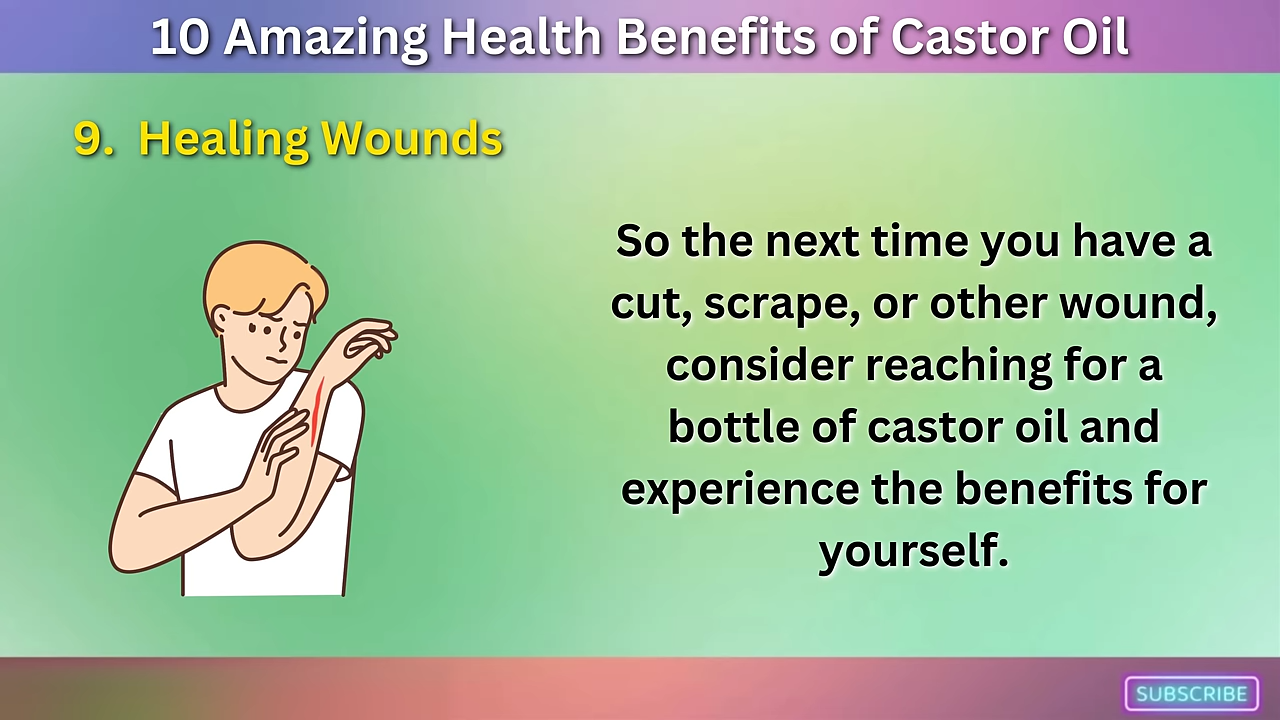 10 Amazing Health Benefits of Castor Oil
9. Healing Wounds
So the next time you have a
cut, scrape, or other wound,
consider reaching for a
bottle of castor oil and
experience the benefits for
yourself.
SUBSCRIBE